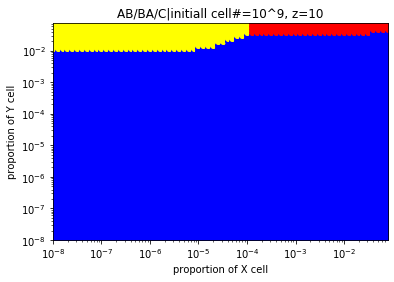 AB/BA/C|initiall cell#=10^9, z=10
proportion of Y cell
10⁻²
10⁻³
10⁻⁴
10⁻⁵
10⁻⁶
10⁻⁷
10⁻⁸
10⁻⁸ 10⁻⁷ 10⁻⁶ 10⁻⁵ 10⁻⁴ 10⁻³ 10⁻²
proportion of X cell